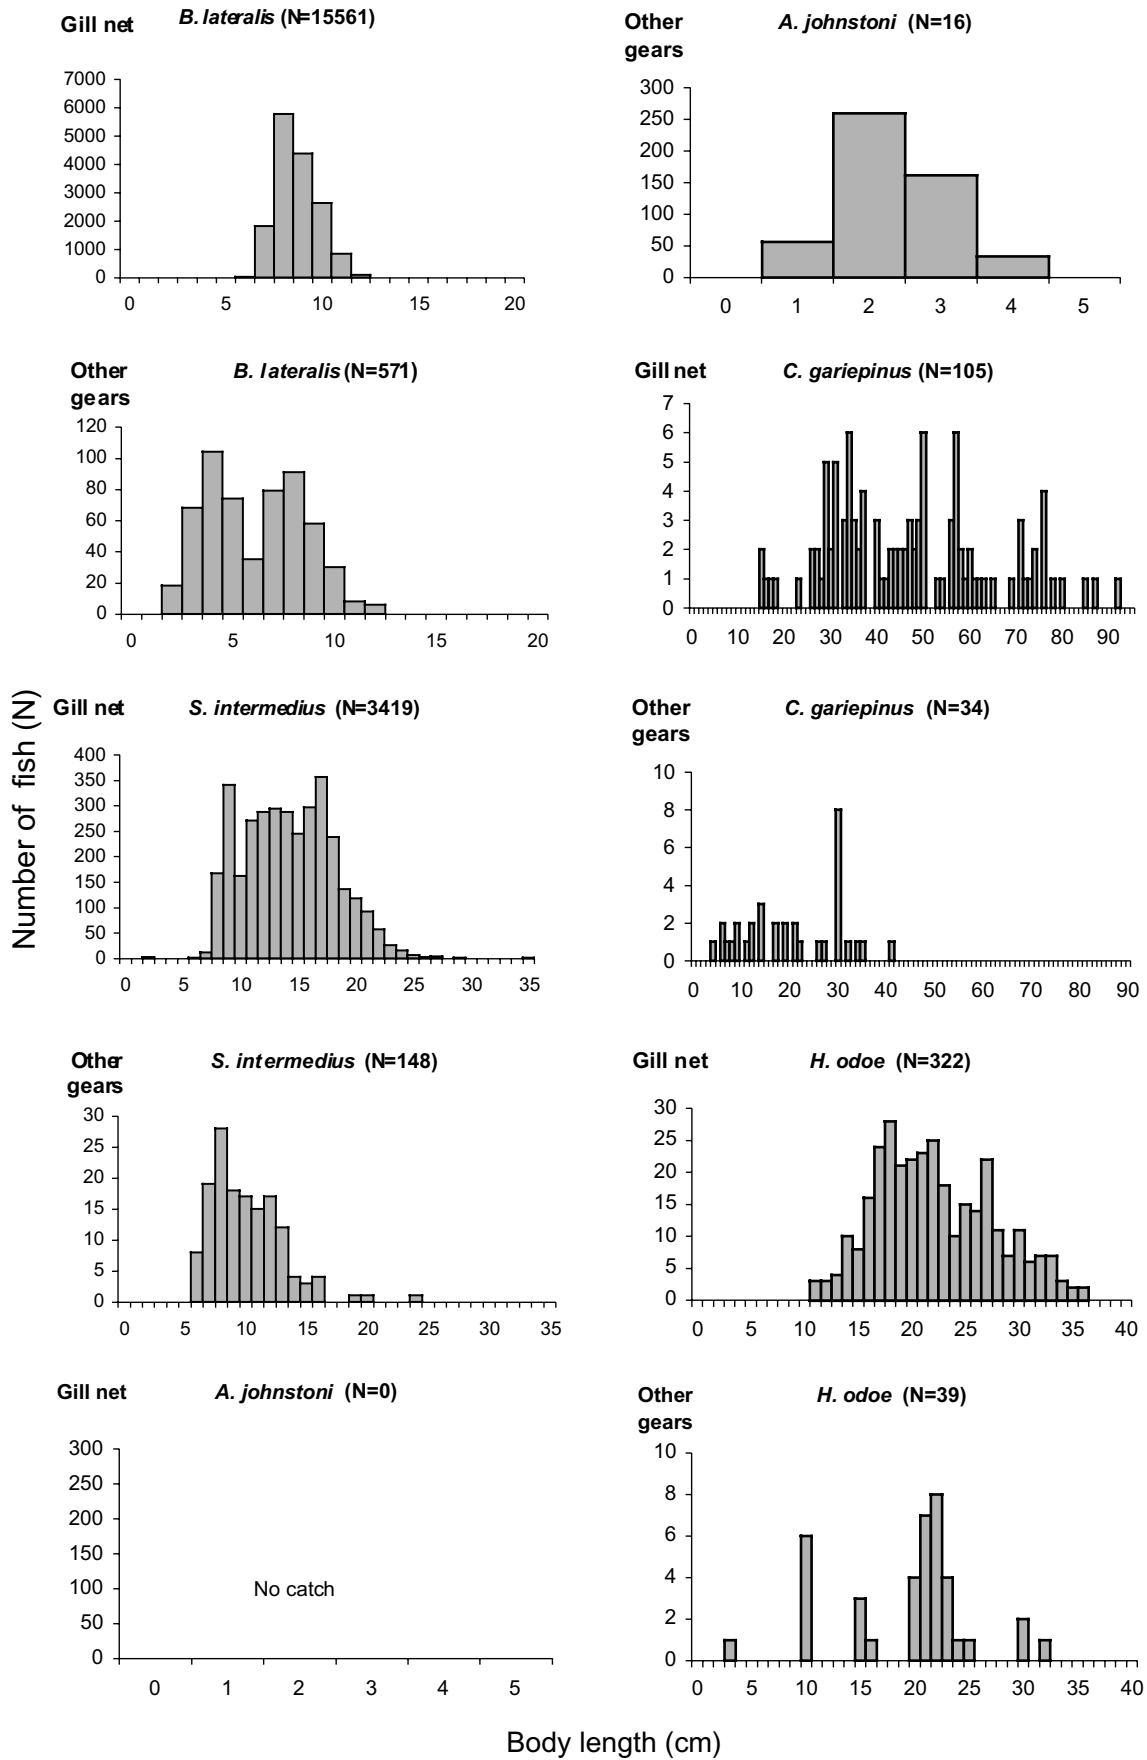 Number of fish (N)
Gill net
B. lateralis (N=15561)
7000
6000
5000
4000
3000
2000
1000
0
0 5 10 15 20
Other
gears
B. lateralis (N=571)
120
100
80
60
40
20
0
0 5 10 15 20
Gill net
S. intermedius (N=3419)
400
350
300
250
200
150
100
50
0
0 5 10 15 20 25 30 35
Other
gears
S. intermedius (N=148)
30
25
20
15
10
5
0
0 5 10 15 20 25 30 35
Gill net
A. johnstoni (N=0)
300
250
200
150
100
50
0
No catch
0 1 2 3 4 5
Other
gears
A. johnstoni (N=16)
300
250
200
150
100
50
0
0 1 2 3 4 5
Gill net
C. gariepinus (N=105)
7
6
5
4
3
2
1
0
0 10 20 30 40 50 60 70 80 90
Other
gears
C. gariepinus (N=34)
10
8
6
4
2
0
0 10 20 30 40 50 60 70 80 90
Gill net
H. odoe (N=322)
30
25
20
15
10
5
0
0 5 10 15 20 25 30 35 40
Other
gears
H. odoe (N=39)
10
8
6
4
2
0
0 5 10 15 20 25 30 35 40
Body length (cm)